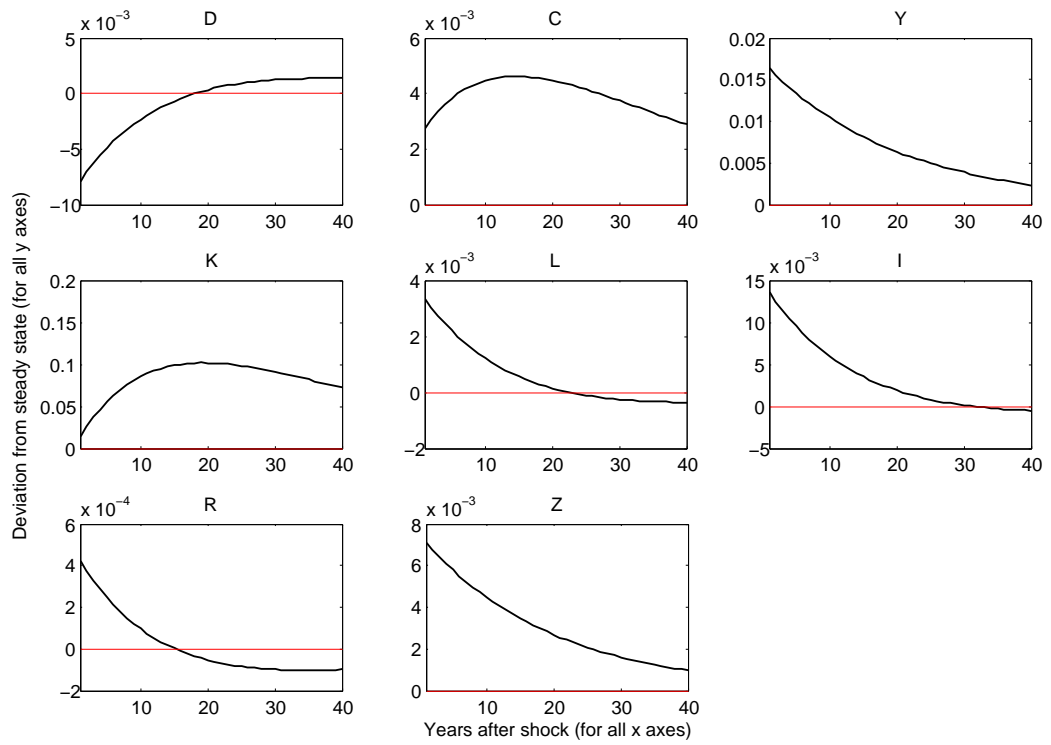 D
x 10−3
5
0
−5
−10
10 20 30 40
C
x 10−3
6
4
2
0
10 20 30 40
Y
0.02
0.015
0.01
0.005
0
10 20 30 40
Deviation from steady state (for all y axes)
K
0.2
0.15
0.1
0.05
0
10 20 30 40
L
x 10−3
4
2
0
−2
10 20 30 40
I
x 10−3
15
10
5
0
−5
10 20 30 40
R
x 10−4
6
4
2
0
−2
10 20 30 40
Z
x 10−3
8
6
4
2
0
10 20 30 40
Years after shock (for all x axes)